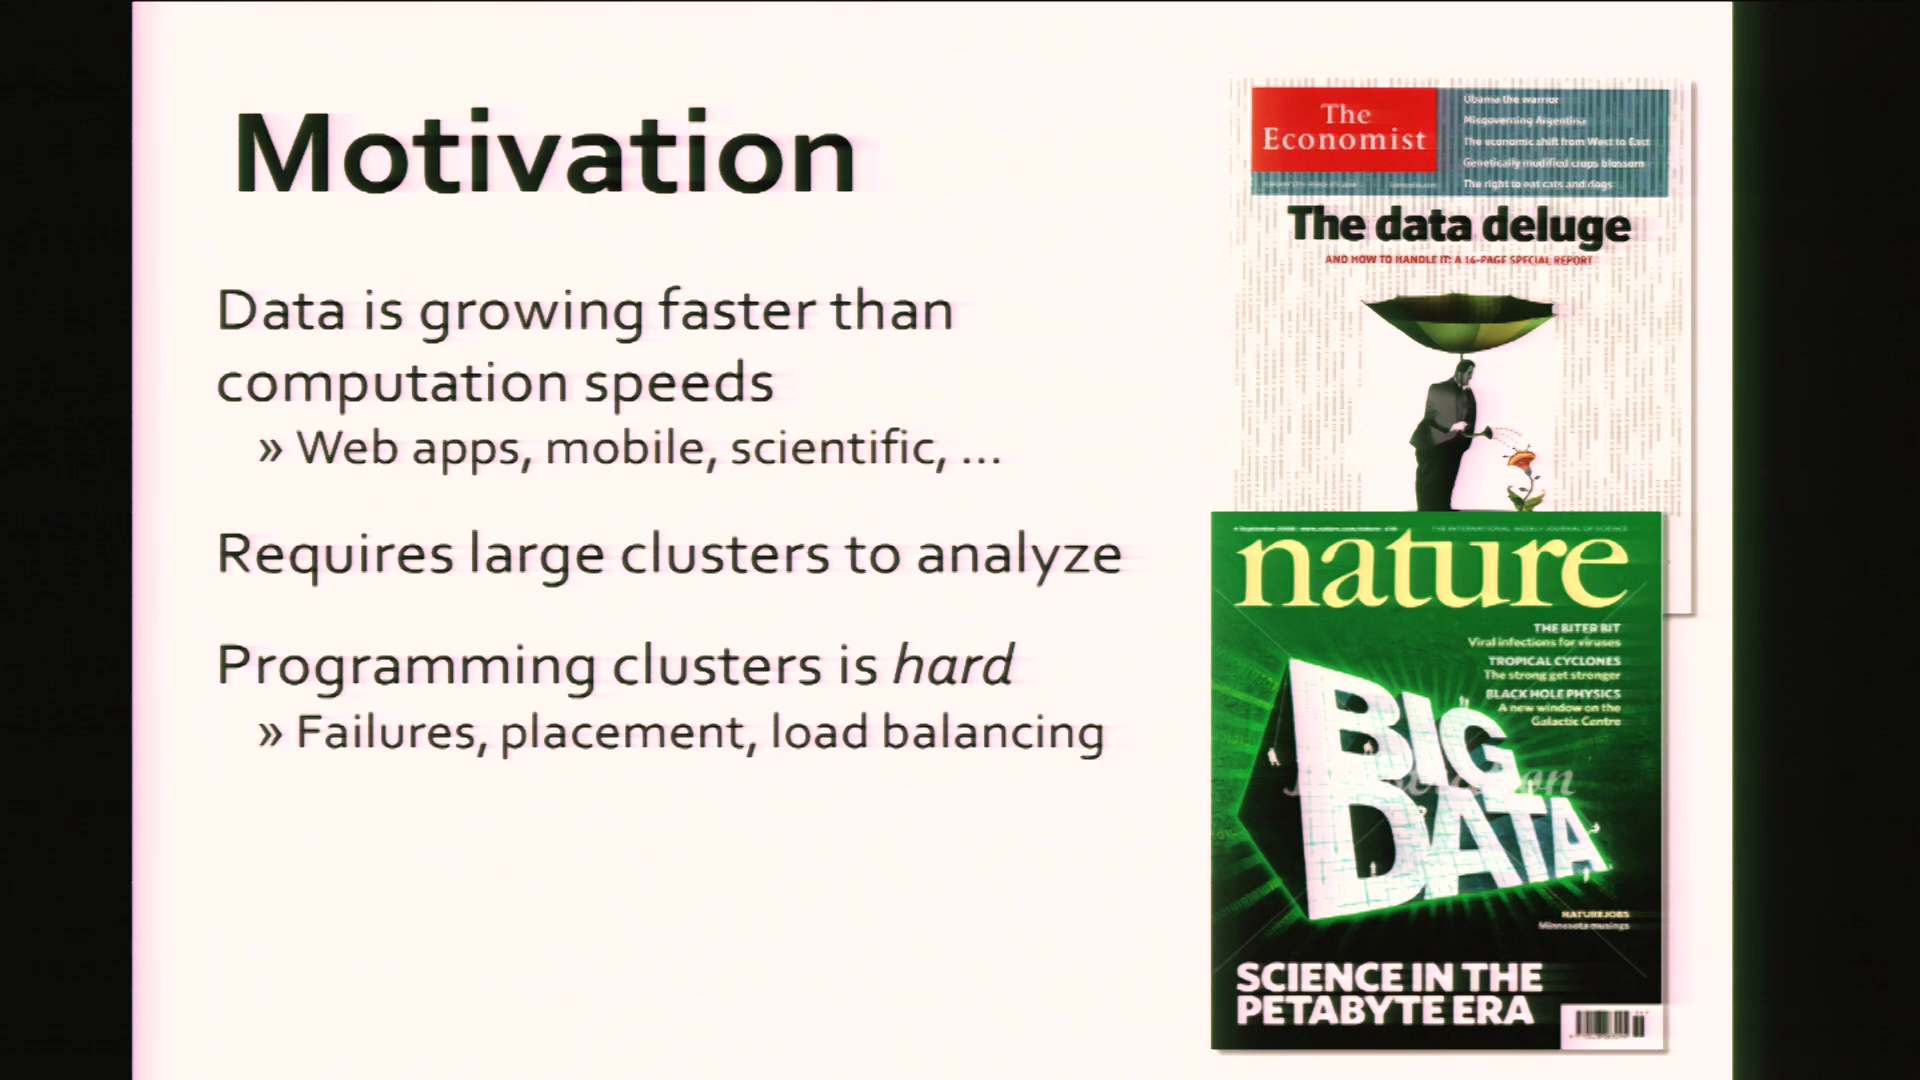 Motivation
Data is growing faster than
computation speeds
» Web apps, mobile, scientific, ...
Requires large clusters to analyze
Programming clusters is hard
» Failures, placement, load balancing
The
Economist
Obama the warrior
Misgoverning Argentina
The economic shift from West to East
Genetically modified crops blossom
The right to eat cats and dogs
The data deluge
AND HOW TO HANDLE IT: A 16-PAGE SPECIAL REPORT
THE INTERNATIONAL WEEKLY JOURNAL OF SCIENCE
nature
THE BITER BIT
Viral infections for viruses
TROPICAL CYCLONES
The strong get stronger
BLACK HOLE PHYSICS
A new window on the
Galactic Centre
BIG
DATA
NATUREJOBS
Minnesota musings
SCIENCE IN THE
PETABYTE ERA